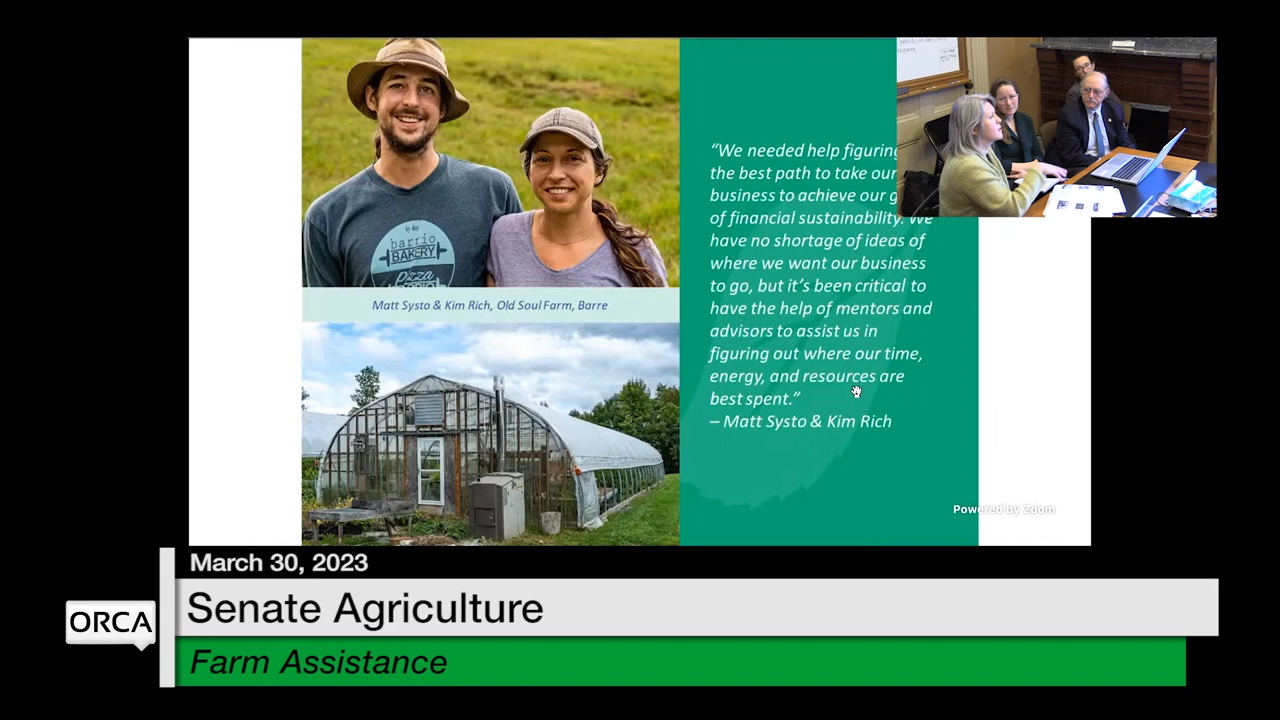 by day
barrio
BAKERY
Pizza
Matt Systo & Kim Rich, Old Soul Farm, Barre
“We needed help figuring
the best path to take our
business to achieve our g
of financial sustainability. We
have no shortage of ideas of
where we want our business
to go, but it’s been critical to
have the help of mentors and
advisors to assist us in
figuring out where our time,
energy, and resources are
best spent.”
– Matt Systo & Kim Rich
Powered by Zoom
March 30, 2023
Senate Agriculture
ORCA
Farm Assistance